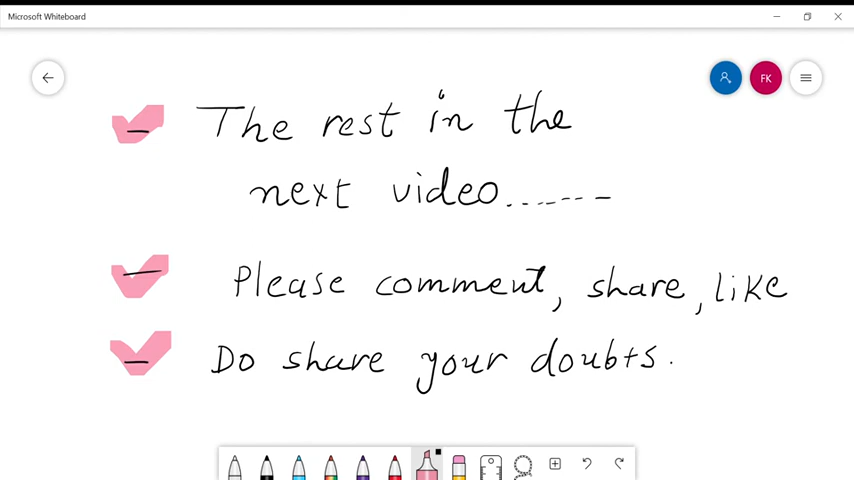 Microsoft Whiteboard
FK
- The rest in the
next video.......---
- Please comment, share, like
- Do share your doubts.